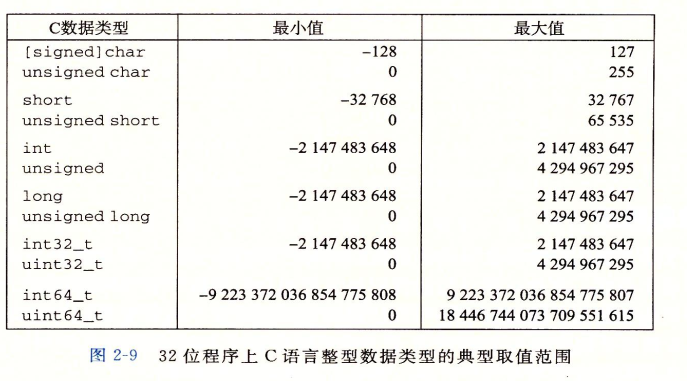 C数据类型 最小值 最大值
[signed]char −128 127
unsigned char 0 255
short −32 768 32 767
unsigned short 0 65 535
int −2 147 483 648 2 147 483 647
unsigned 0 4 294 967 295
long −2 147 483 648 2 147 483 647
unsigned long 0 4 294 967 295
int32_t −2 147 483 648 2 147 483 647
uint32_t 0 4 294 967 295
int64_t −9 223 372 036 854 775 808 9 223 372 036 854 775 807
uint64_t 0 18 446 744 073 709 551 615
图 2-9 32 位程序上 C 语言整型数据类型的典型取值范围